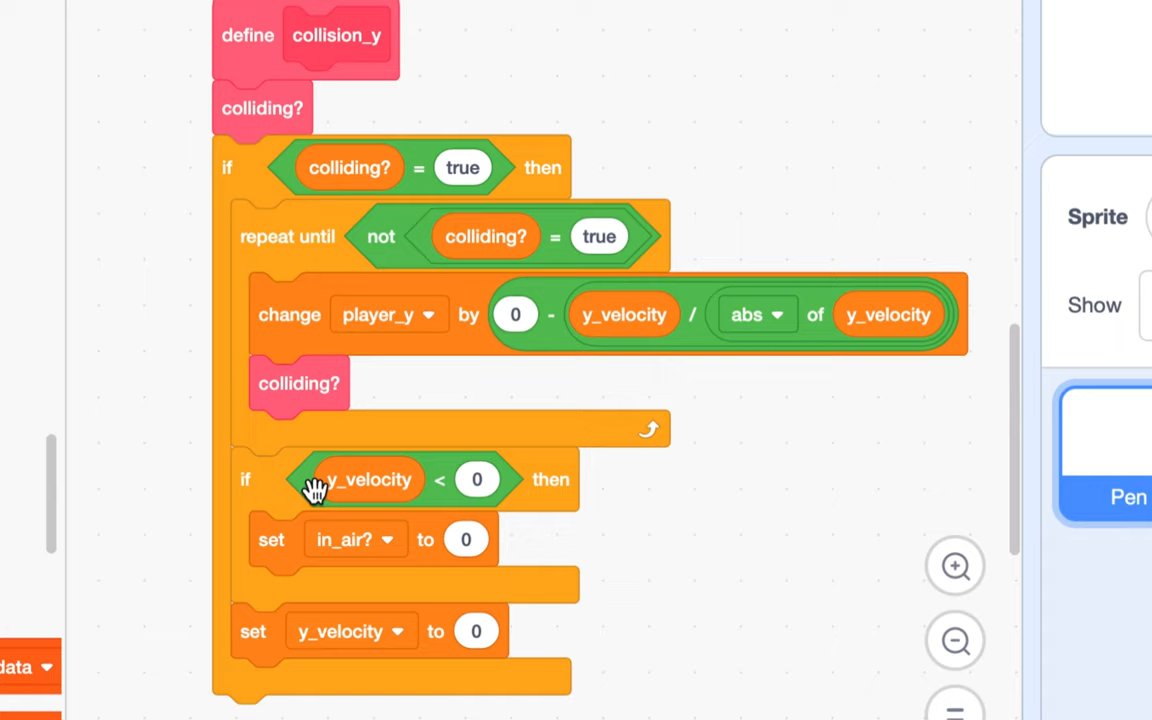 define collision_y
colliding?
if colliding? = true then
repeat until not colliding? = true
change player_y by 0 - y_velocity / abs of y_velocity
colliding?
if y_velocity < 0 then
set in_air? to 0
set y_velocity to 0
data
Sprite
Show
Pen